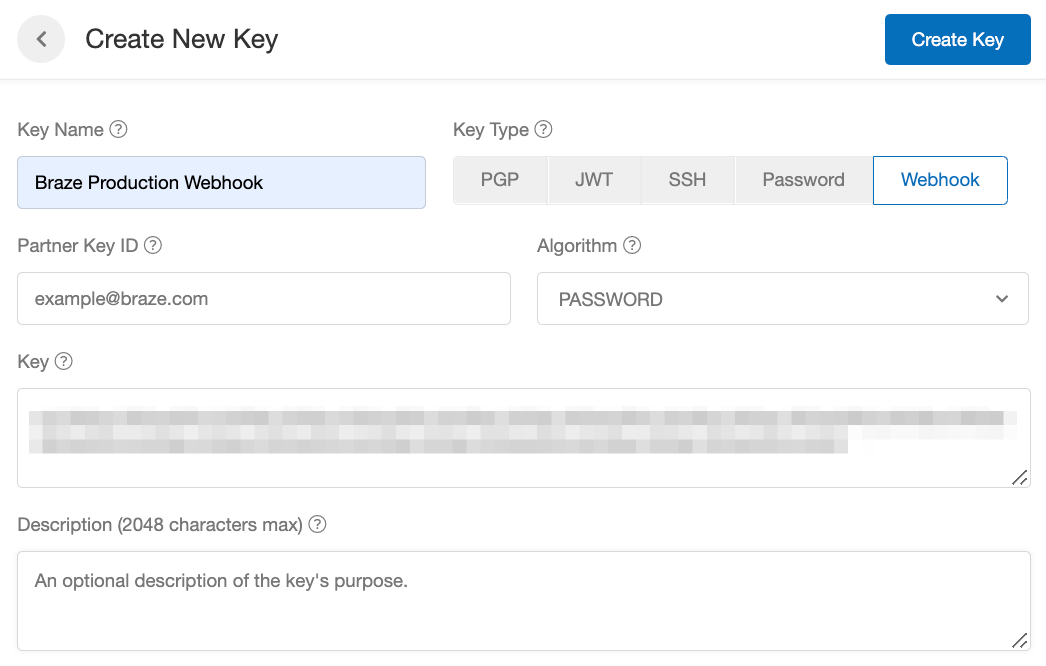 Create New Key
Create Key
Key Name ?
Key Type ?
Braze Production Webhook
PGP
JWT
SSH
Password
Webhook
Partner Key ID ?
Algorithm ?
example@braze.com
PASSWORD
Key ?
Description (2048 characters max) ?
An optional description of the key's purpose.